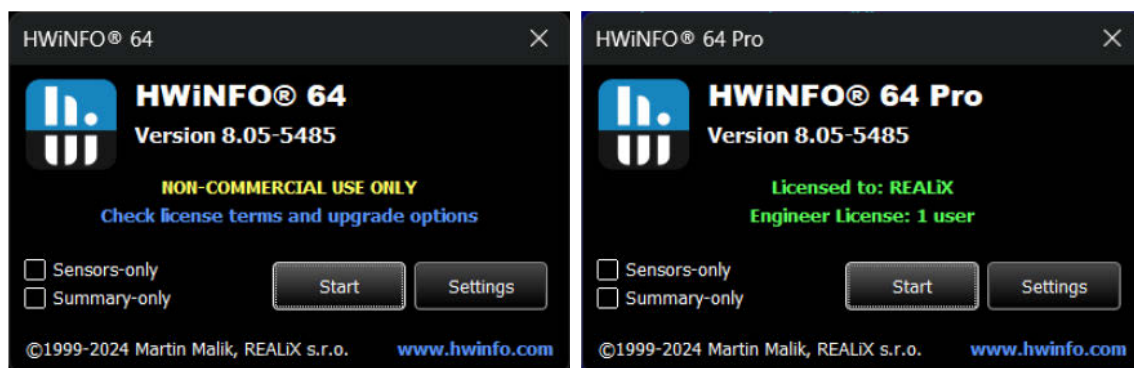 HWiNFO® 64
HWiNFO® 64
Version 8.05-5485
NON-COMMERCIAL USE ONLY
Check license terms and upgrade options
Sensors-only
Summary-only
Start
Settings
©1999-2024 Martin Malik, REALiX s.r.o.
www.hwinfo.com
HWiNFO® 64 Pro
HWiNFO® 64 Pro
Version 8.05-5485
Licensed to: REALiX
Engineer License: 1 user
Sensors-only
Summary-only
Start
Settings
©1999-2024 Martin Malik, REALiX s.r.o.
www.hwinfo.com